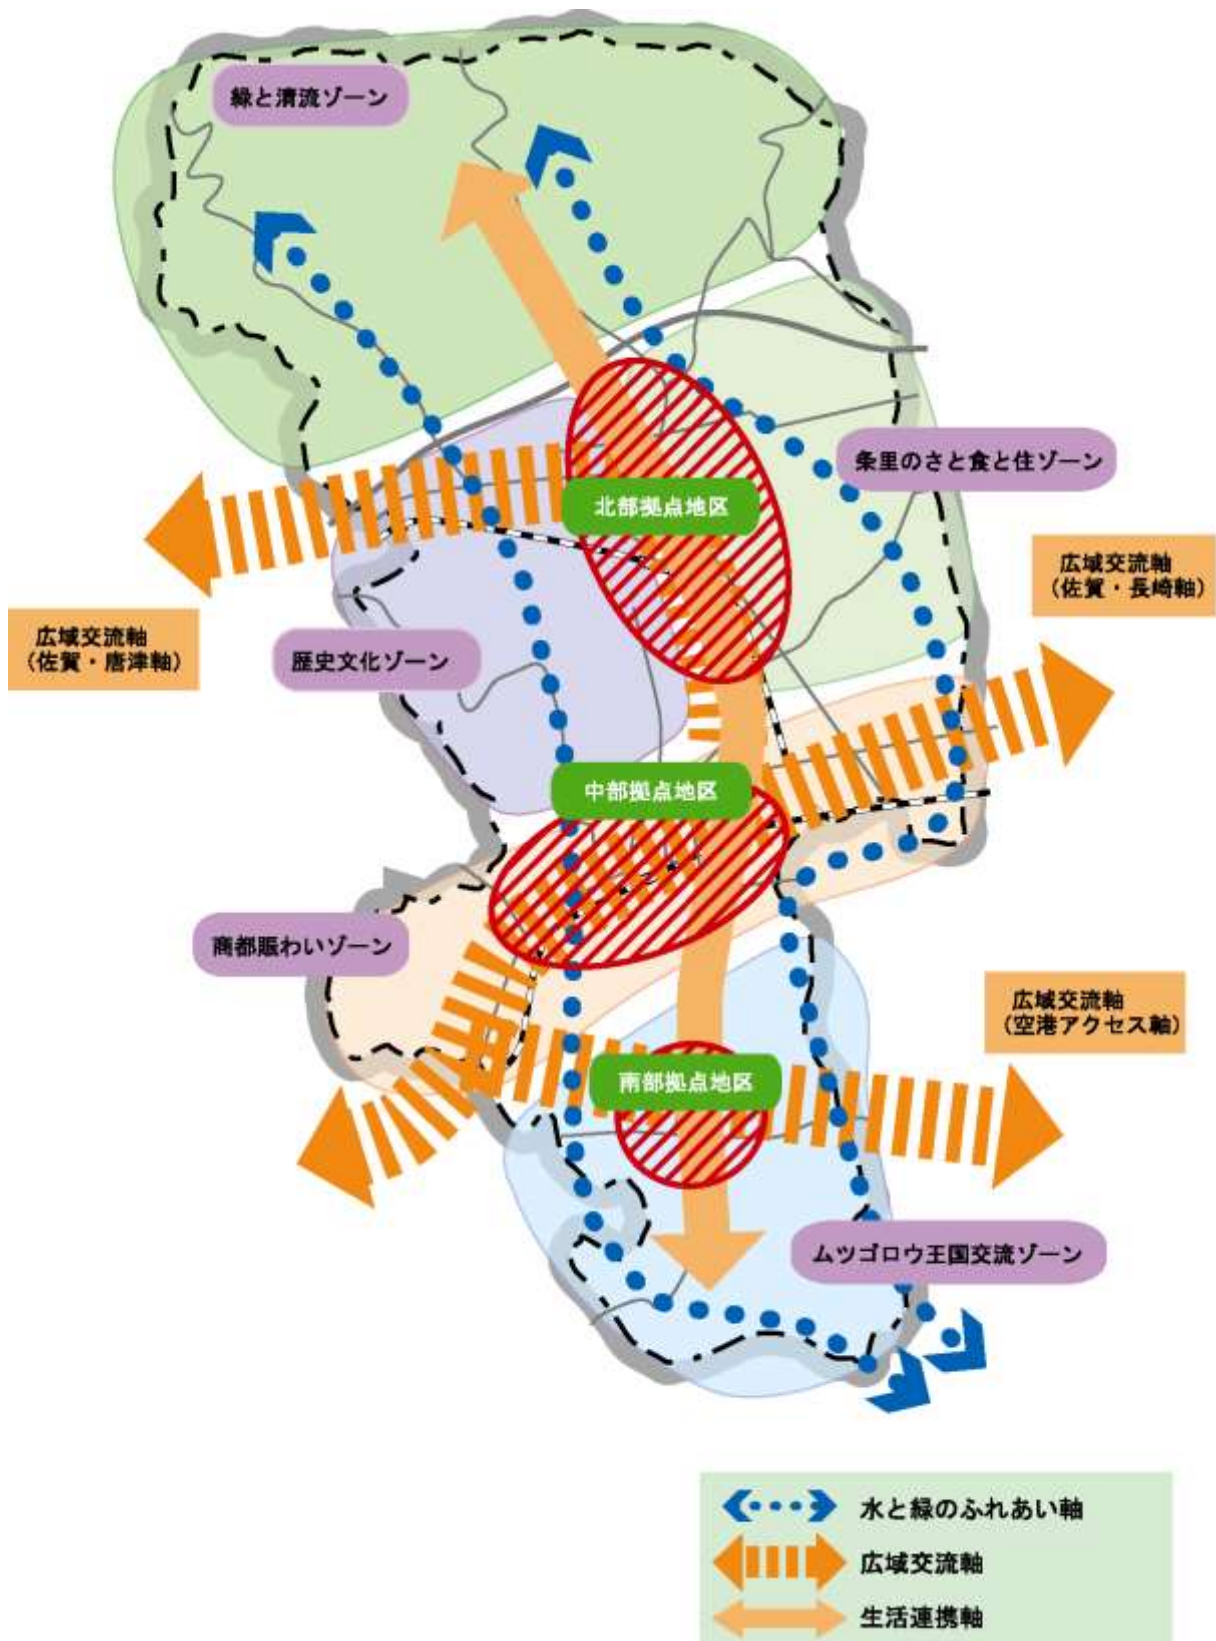 緑と清流ゾーン
条里のさと食と住ゾーン
北部拠点地区
広域交流軸
（佐賀・長崎軸）
広域交流軸
（佐賀・唐津軸）
歴史文化ゾーン
中部拠点地区
商都賑わいゾーン
広域交流軸
（空港アクセス軸）
南部拠点地区
ムツゴロウ王国交流ゾーン
水と緑のふれあい軸
広域交流軸
生活連携軸